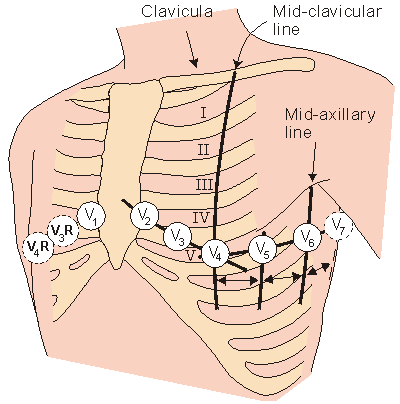 Clavicula
Mid-clavicular
line
I
Mid-axillary
line
II
III
IV
V1
V2
V3
V3R
V4R
V
V4
V5
V6
V7